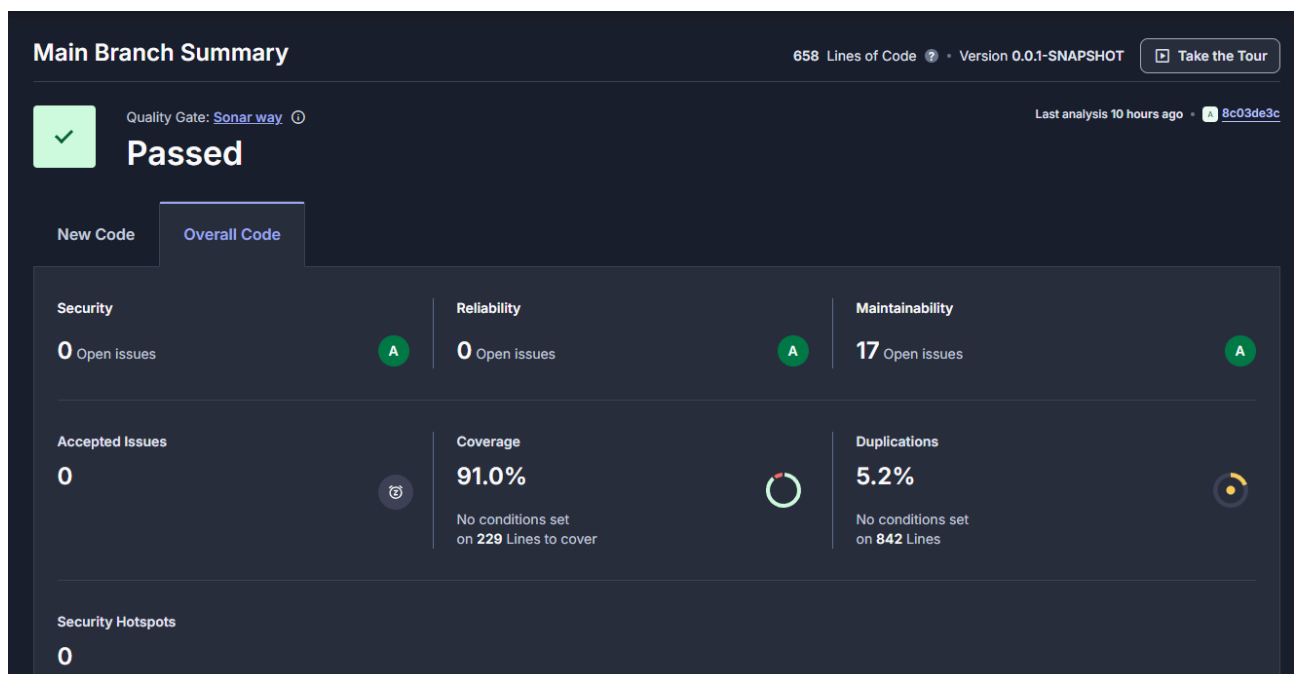 Main Branch Summary
658 Lines of Code ? • Version 0.0.1-SNAPSHOT Take the Tour
Quality Gate: Sonar way
Last analysis 10 hours ago • A 8c03de3c
Passed
New Code Overall Code
Security
0 Open issues A
Reliability
0 Open issues A
Maintainability
17 Open issues A
Accepted Issues
0
Coverage
91.0%
No conditions set
on 229 Lines to cover
Duplications
5.2%
No conditions set
on 842 Lines
Security Hotspots
0